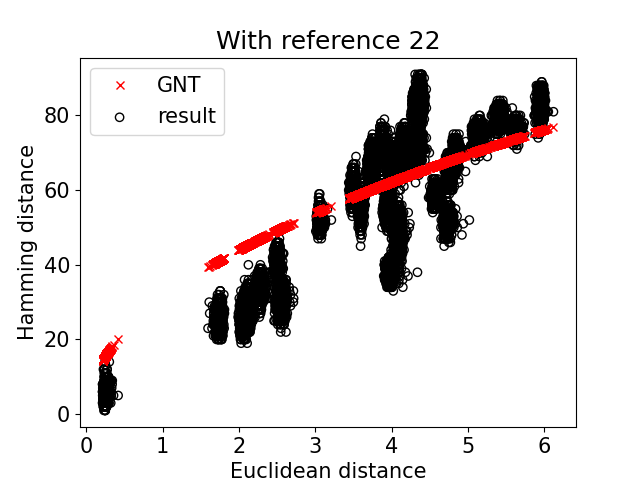 With reference 22
GNT
result
Hamming distance
80
60
40
20
0
0 1 2 3 4 5 6
Euclidean distance